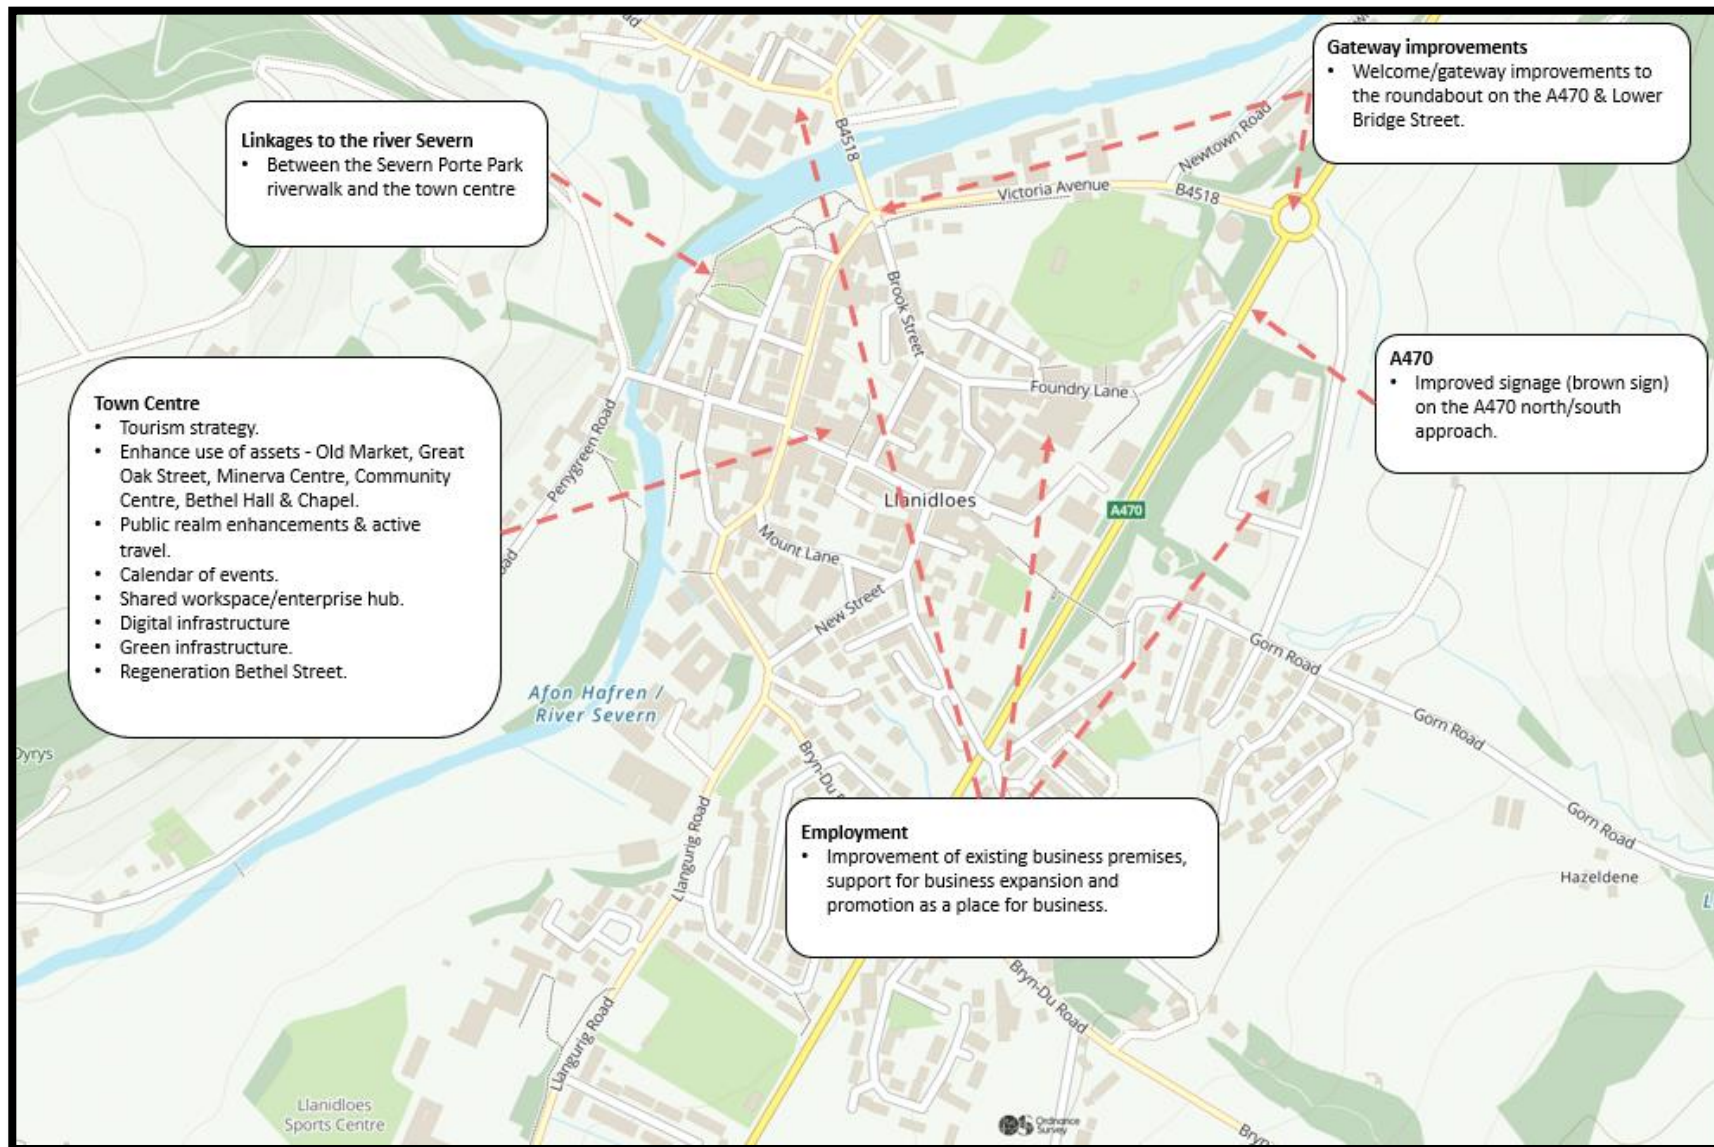 Gateway improvements
• Welcome/gateway improvements to
the roundabout on the A470 & Lower
Bridge Street.
Linkages to the river Severn
• Between the Severn Porte Park
riverwalk and the town centre
B4518
Newtown Road
Victoria Avenue
B4518
Brook Street
A470
• Improved signage (brown sign)
on the A470 north/south
approach.
Foundry Lane
Town Centre
• Tourism strategy.
• Enhance use of assets - Old Market, Great
Oak Street, Minerva Centre, Community
Centre, Bethel Hall & Chapel.
• Public realm enhancements & active
travel.
• Calendar of events.
• Shared workspace/enterprise hub.
• Digital infrastructure
• Green infrastructure.
• Regeneration Bethel Street.
Penygreen Road
Llanidloes
A470
Mount Lane
New Street
Gorn Road
Gorn Road
Gorn Road
Afon Hafren /
River Severn
Llangurig Road
Employment
• Improvement of existing business premises,
support for business expansion and
promotion as a place for business.
Hazeldene
Bryn-Du Road
Llangurig Road
Llanidloes
Sports Centre
Ordnance
Survey